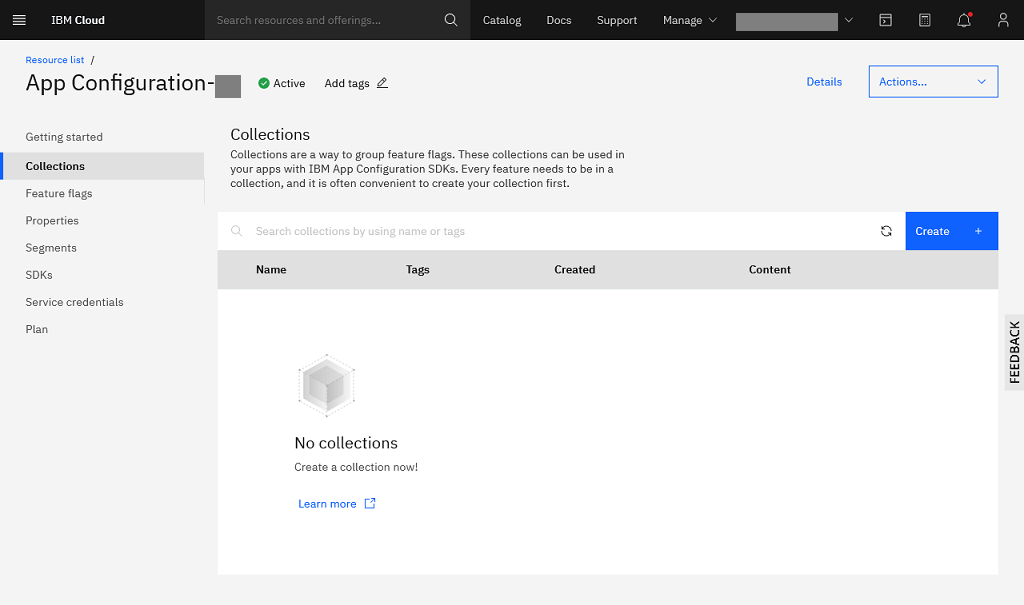 IBM Cloud
Search resources and offerings...
Catalog
Docs
Support
Manage
Resource list /
App Configuration-
Active
Add tags
Details
Actions...
Getting started
Collections
Feature flags
Properties
Segments
SDKs
Service credentials
Plan
Collections
Collections are a way to group feature flags. These collections can be used in
your apps with IBM App Configuration SDKs. Every feature needs to be in a
collection, and it is often convenient to create your collection first.
Search collections by using name or tags
Create +
Name Tags Created Content
No collections
Create a collection now!
Learn more
FEEDBACK